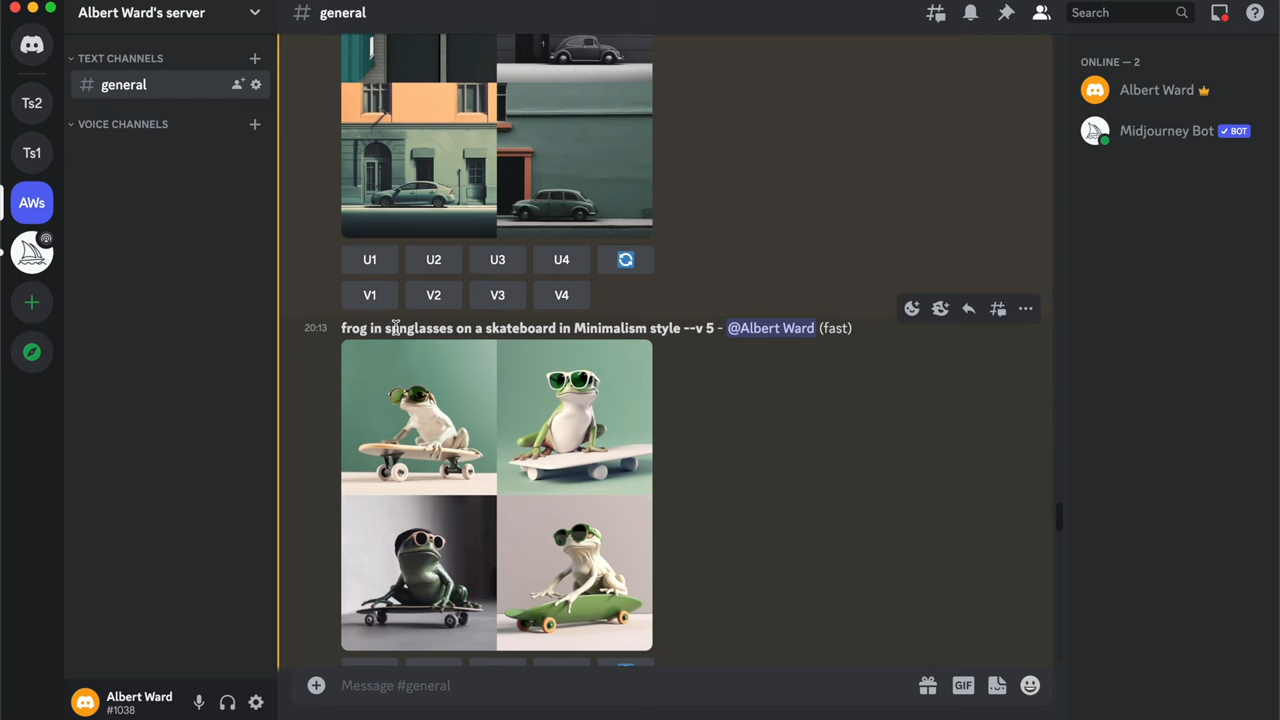 Albert Ward's server
general
Search
TEXT CHANNELS
general
VOICE CHANNELS
Ts2
Ts1
AWs
U1 U2 U3 U4
V1 V2 V3 V4
20:13 frog in sunglasses on a skateboard in Minimalism style --v 5 - @Albert Ward (fast)
Message #general
GIF
Albert Ward
#1038
ONLINE — 2
Albert Ward
Midjourney Bot ✓ BOT